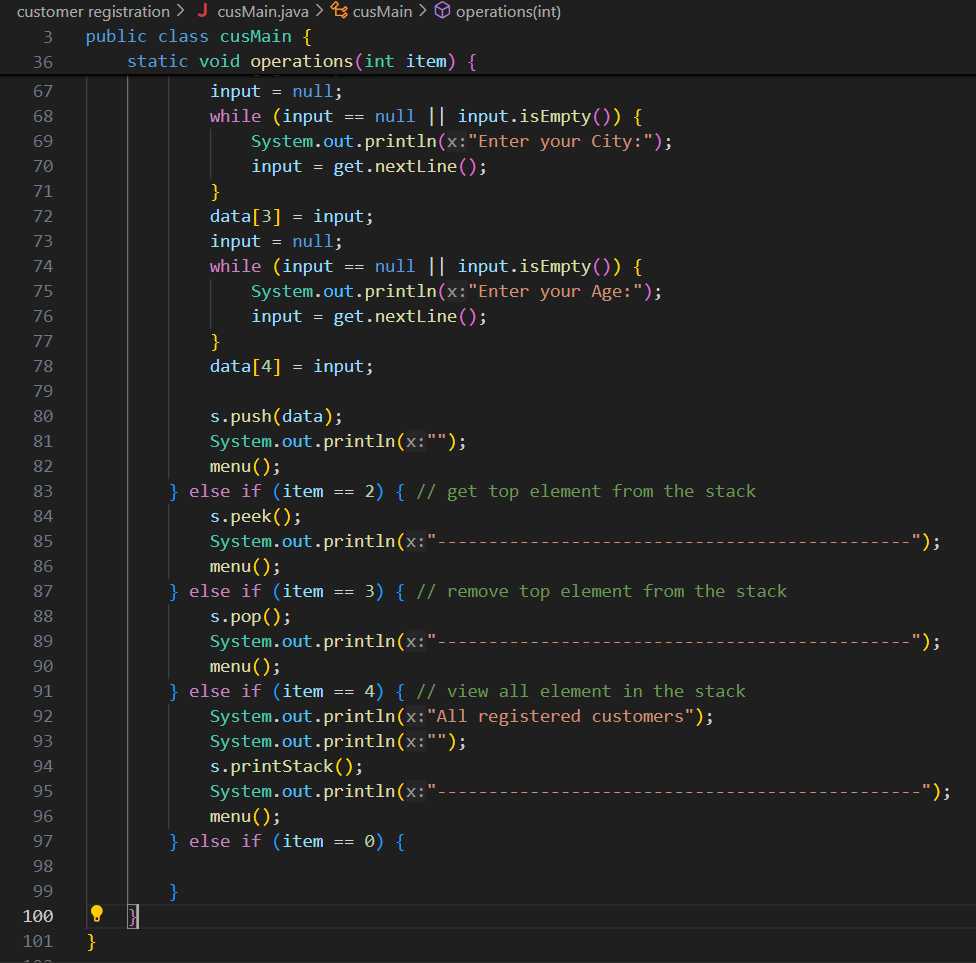 customer registration > J cusMain.java > cusMain > operations(int)
3 public class cusMain {
36 static void operations(int item) {
67 input = null;
68 while (input == null || input.isEmpty()) {
69 System.out.println(x:"Enter your City:");
70 input = get.nextLine();
71 }
72 data[3] = input;
73 input = null;
74 while (input == null || input.isEmpty()) {
75 System.out.println(x:"Enter your Age:");
76 input = get.nextLine();
77 }
78 data[4] = input;
79
80 s.push(data);
81 System.out.println(x:"");
82 menu();
83 } else if (item == 2) { // get top element from the stack
84 s.peek();
85 System.out.println(x:"----------------------------------------------");
86 menu();
87 } else if (item == 3) { // remove top element from the stack
88 s.pop();
89 System.out.println(x:"----------------------------------------------");
90 menu();
91 } else if (item == 4) { // view all element in the stack
92 System.out.println(x:"All registered customers");
93 System.out.println(x:"");
94 s.printStack();
95 System.out.println(x:"-----------------------------------------------");
96 menu();
97 } else if (item == 0) {
98
99 }
100 }
101 }